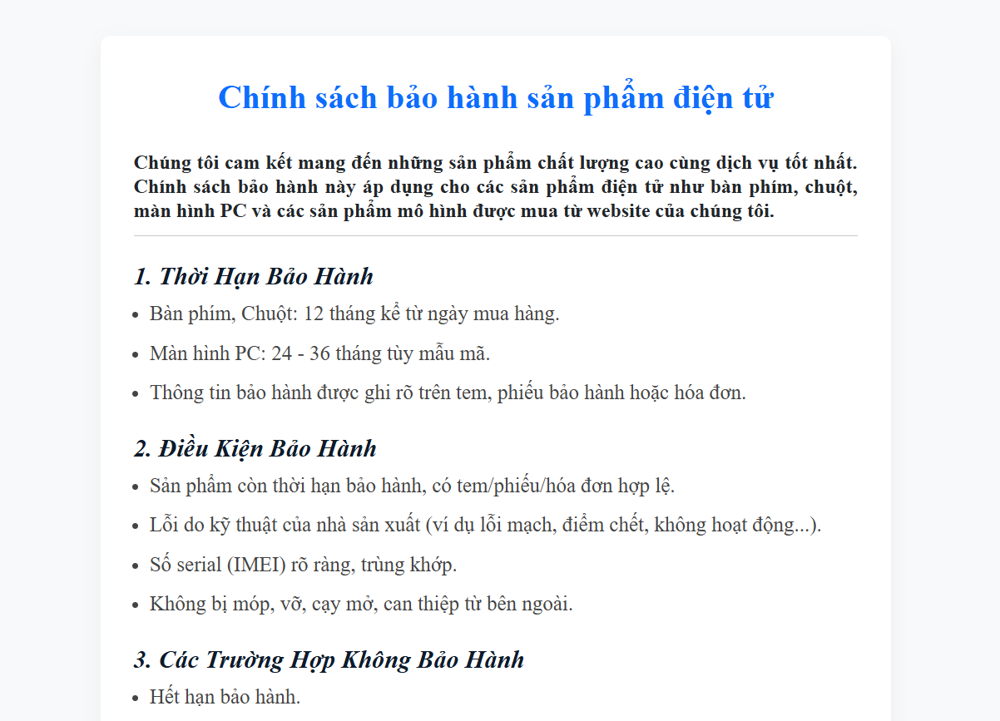 Chính sách bảo hành sản phẩm điện tử
Chúng tôi cam kết mang đến những sản phẩm chất lượng cao cùng dịch vụ tốt nhất.
Chính sách bảo hành này áp dụng cho các sản phẩm điện tử như bàn phím, chuột,
màn hình PC và các sản phẩm mô hình được mua từ website của chúng tôi.
1. Thời Hạn Bảo Hành
• Bàn phím, Chuột: 12 tháng kể từ ngày mua hàng.
• Màn hình PC: 24 - 36 tháng tùy mẫu mã.
• Thông tin bảo hành được ghi rõ trên tem, phiếu bảo hành hoặc hóa đơn.
2. Điều Kiện Bảo Hành
• Sản phẩm còn thời hạn bảo hành, có tem/phiếu/hóa đơn hợp lệ.
• Lỗi do kỹ thuật của nhà sản xuất (ví dụ lỗi mạch, điểm chết, không hoạt động...).
• Số serial (IMEI) rõ ràng, trùng khớp.
• Không bị móp, vỡ, cạy mở, can thiệp từ bên ngoài.
3. Các Trường Hợp Không Bảo Hành
• Hết hạn bảo hành.